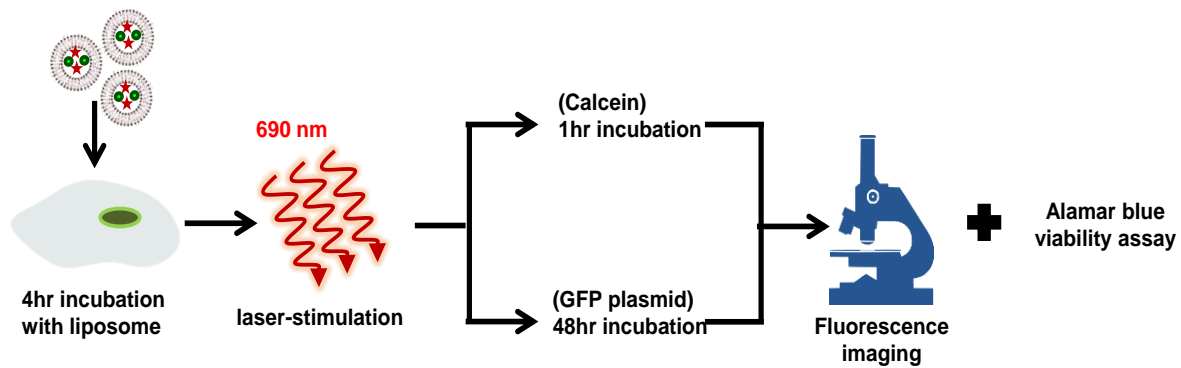 4hr incubation
with liposome
690 nm
laser-stimulation
(Calcein)
1hr incubation
(GFP plasmid)
48hr incubation
Fluorescence
imaging
Alamar blue
viability assay